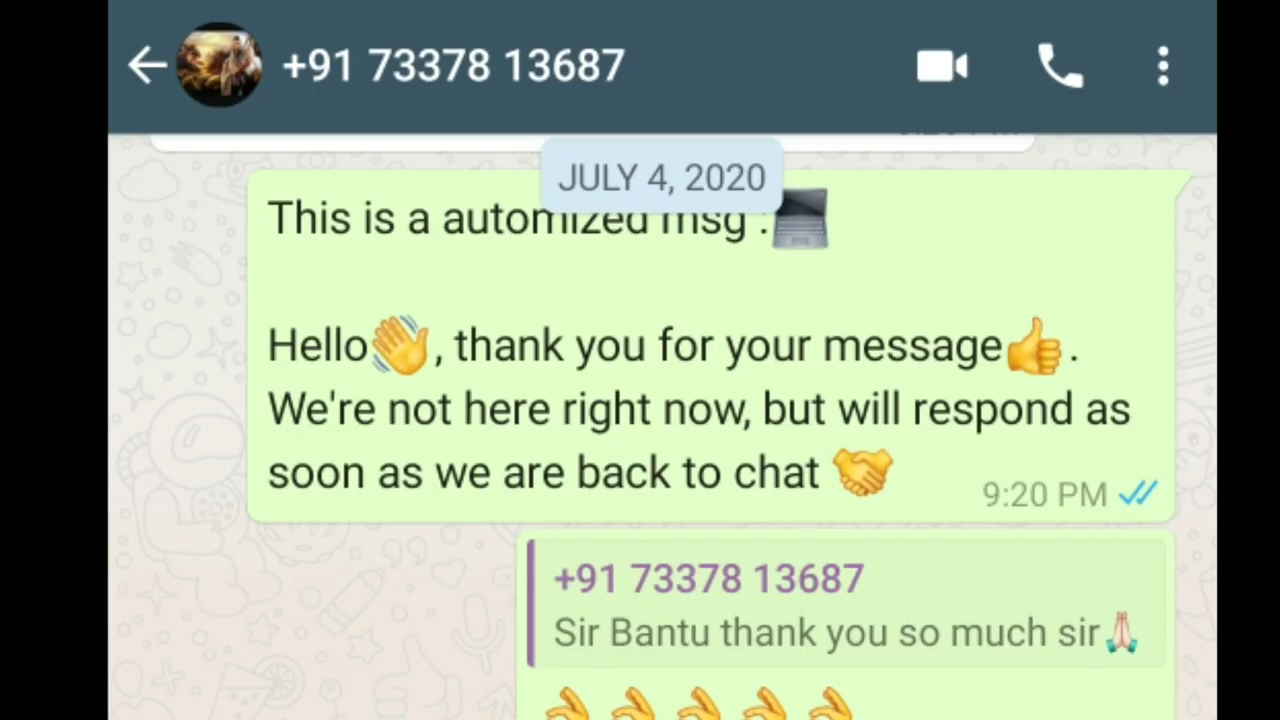 +91 73378 13687
JULY 4, 2020
This is a automized msg :💻
Hello👋, thank you for your message👍.
We're not here right now, but will respond as
soon as we are back to chat 🤝
9:20 PM
+91 73378 13687
Sir Bantu thank you so much sir🙏🏻
👌👌👌👌👌